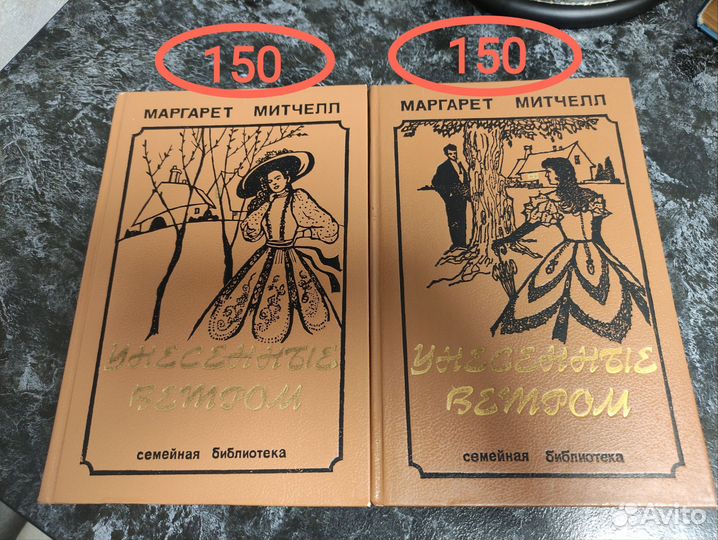 150
МАРГАРЕТ МИТЧЕЛЛ
УНЕСЕННЫЕ
ВЕТРОМ
семейная библиотека
150
МАРГАРЕТ МИТЧЕЛЛ
УНЕСЕННЫЕ
ВЕТРОМ
семейная библиотека
Avito